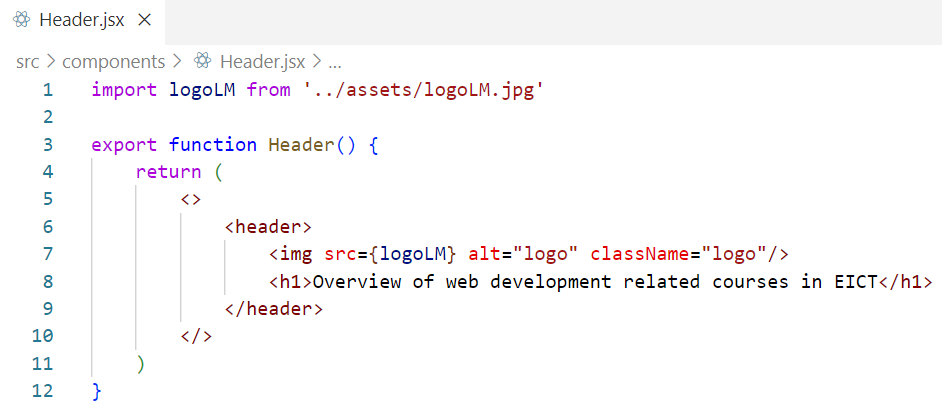 Header.jsx ×
src > components > Header.jsx > ...
1 import logoLM from '../assets/logoLM.jpg'
2
3 export function Header() {
4     return (
5         <>
6             <header>
7                 <img src={logoLM} alt="logo" className="logo"/>
8                 <h1>Overview of web development related courses in EICT</h1>
9             </header>
10         </>
11     )
12 }